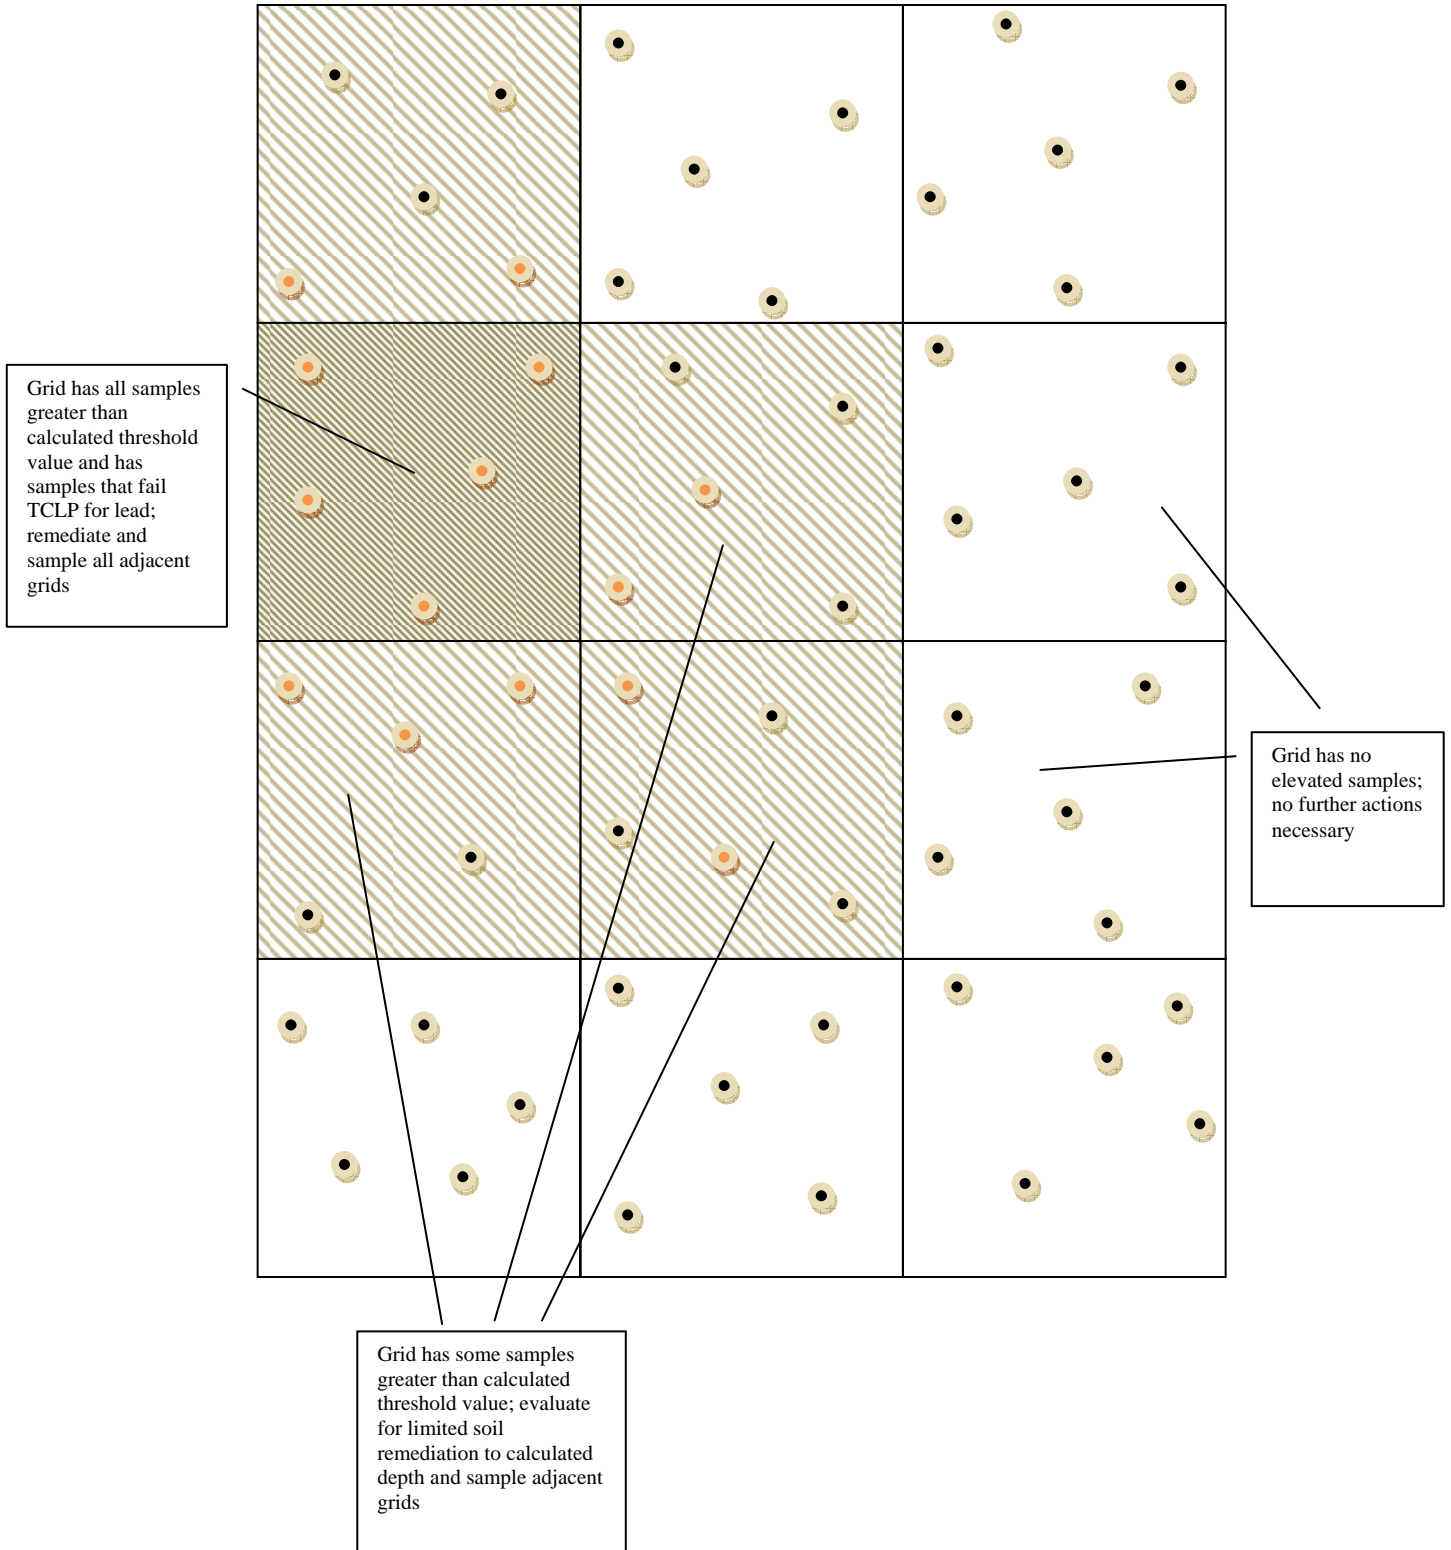 Grid has all samples
greater than
calculated threshold
value and has
samples that fail
TCLP for lead;
remediate and
sample all adjacent
grids
Grid has no
elevated samples;
no further actions
necessary
Grid has some samples
greater than calculated
threshold value; evaluate
for limited soil
remediation to calculated
depth and sample adjacent
grids